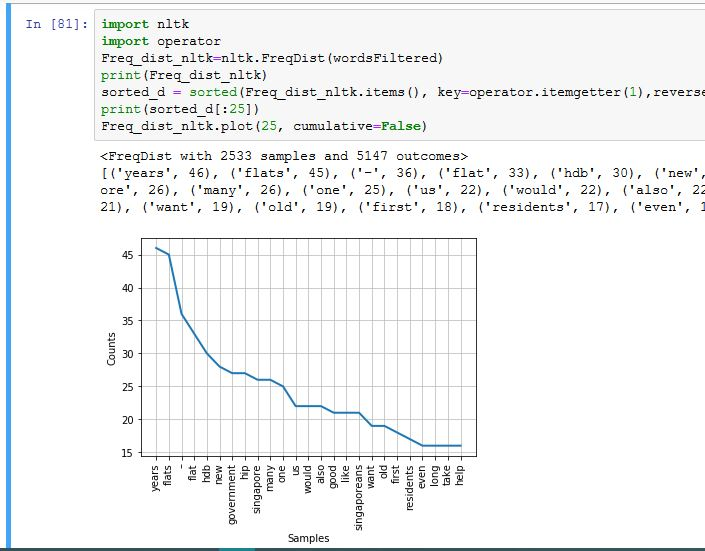 In [81]:
import nltk
import operator
Freq_dist_nltk=nltk.FreqDist(wordsFiltered)
print(Freq_dist_nltk)
sorted_d = sorted(Freq_dist_nltk.items(), key=operator.itemgetter(1),reverse
print(sorted_d[:25])
Freq_dist_nltk.plot(25, cumulative=False)
<FreqDist with 2533 samples and 5147 outcomes>
[('years', 46), ('flats', 45), ('-', 36), ('flat', 33), ('hdb', 30), ('new',
ore', 26), ('many', 26), ('one', 25), ('us', 22), ('would', 22), ('also', 22
21), ('want', 19), ('old', 19), ('first', 18), ('residents', 17), ('even', 1
45
40
35
30
25
20
15
Counts
years
flats
-
flat
hdb
new
government
hip
singapore
many
one
us
would
also
good
like
singaporeans
want
old
first
residents
even
long
take
help
Samples